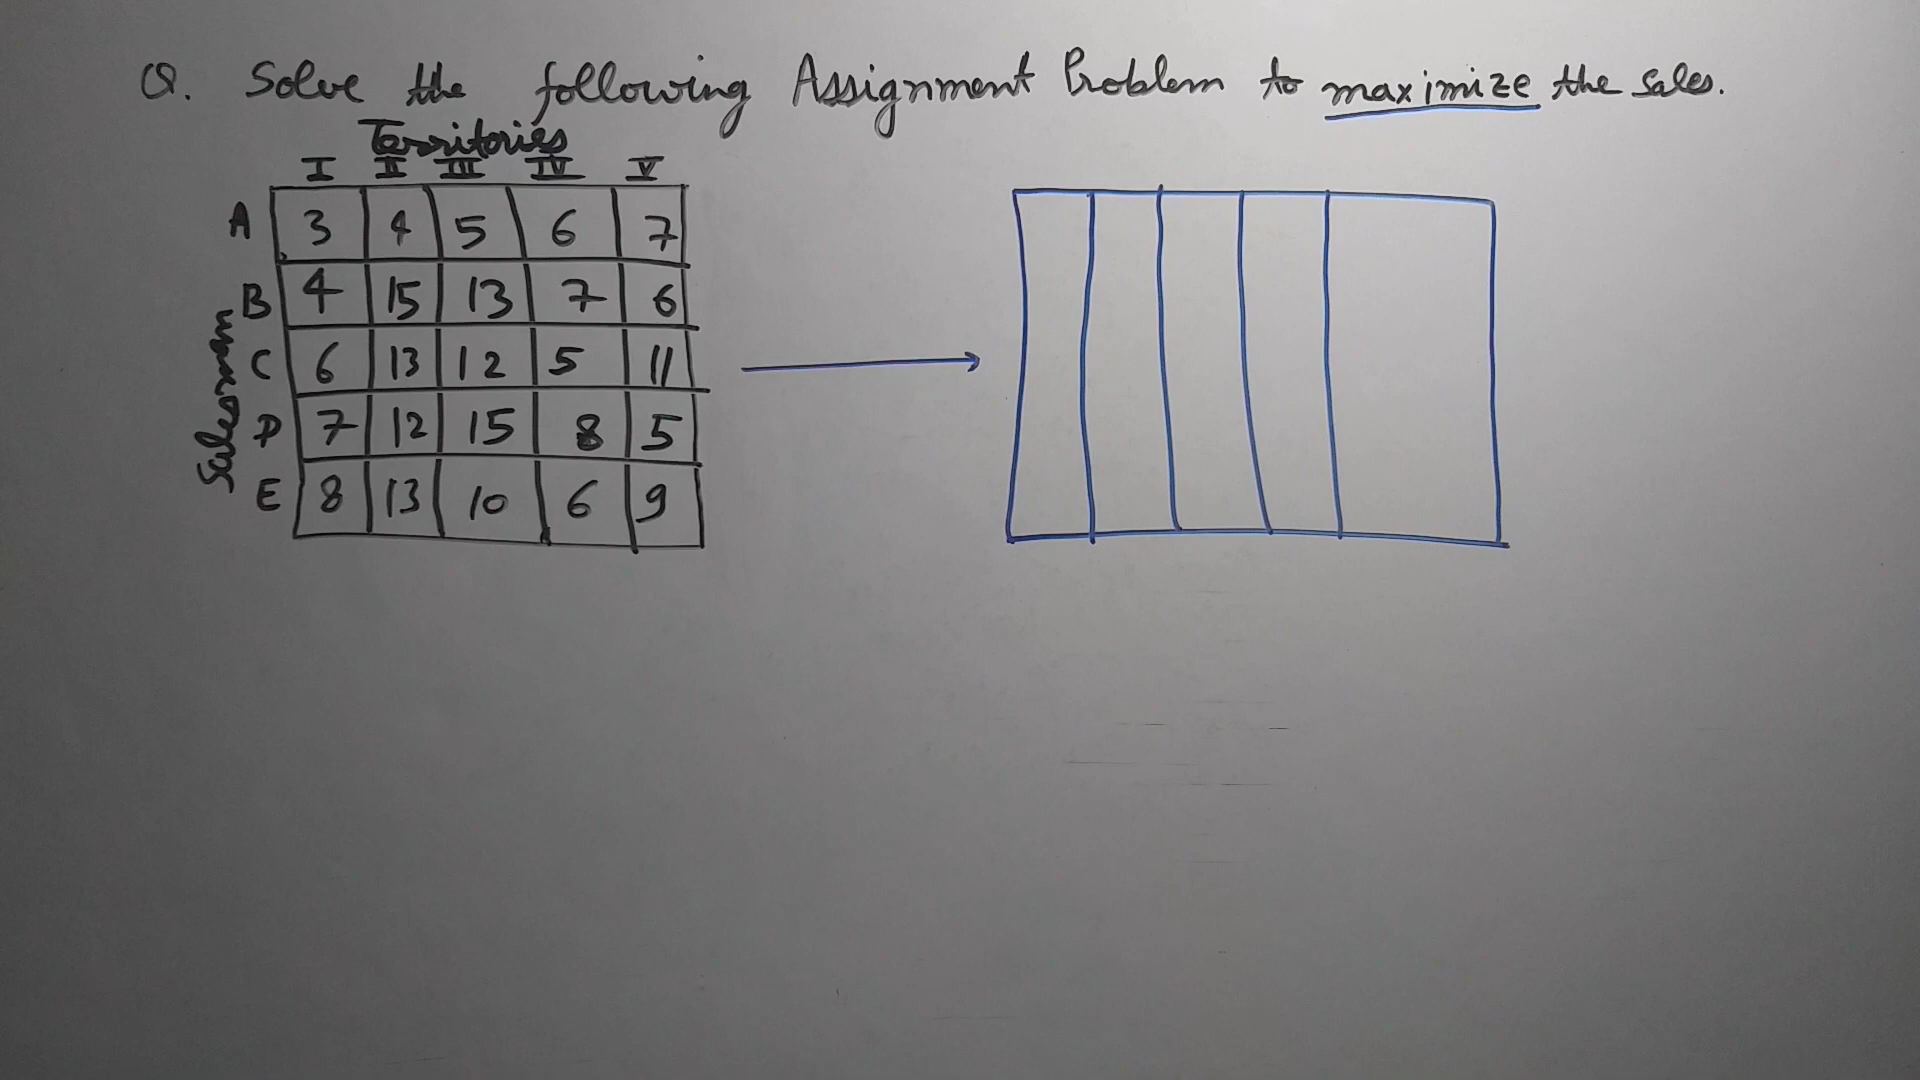 Q. Solve the following Assignment Problem to maximize the sales.
Territories
I II III IV V
A 3 4 5 6 7
B 4 15 13 7 6
C 6 13 12 5 11
D 7 12 15 8 5
E 8 13 10 6 9
Salesman